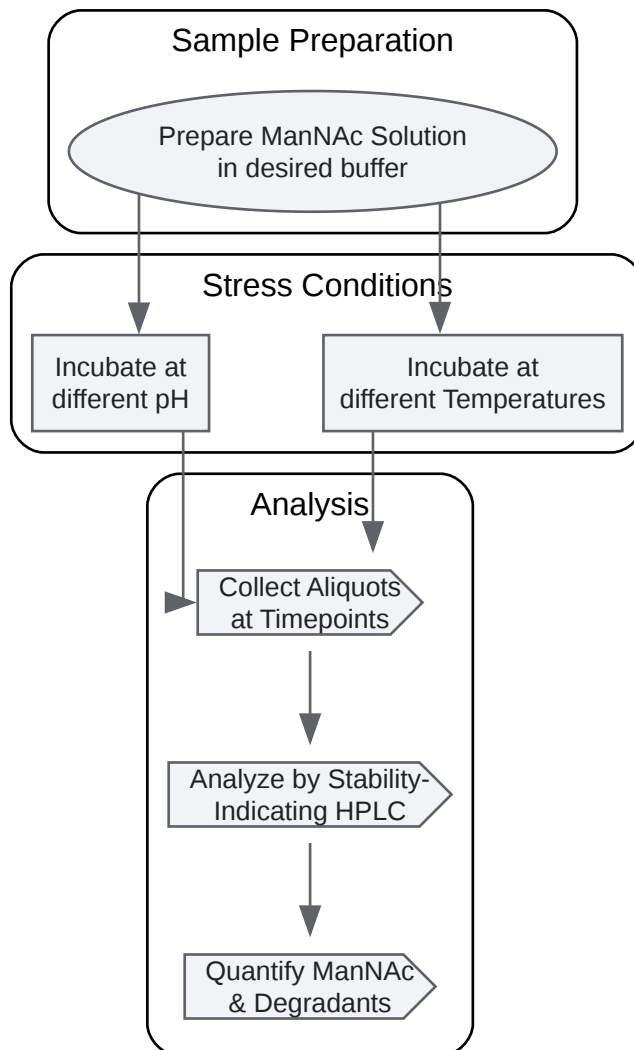 Sample Preparation
Prepare ManNAc Solution
in desired buffer
Stress Conditions
Incubate at
different pH
Incubate at
different Temperatures
Analysis
Collect Aliquots
at Timepoints
Analyze by Stability-
Indicating HPLC
Quantify ManNAc
& Degradants